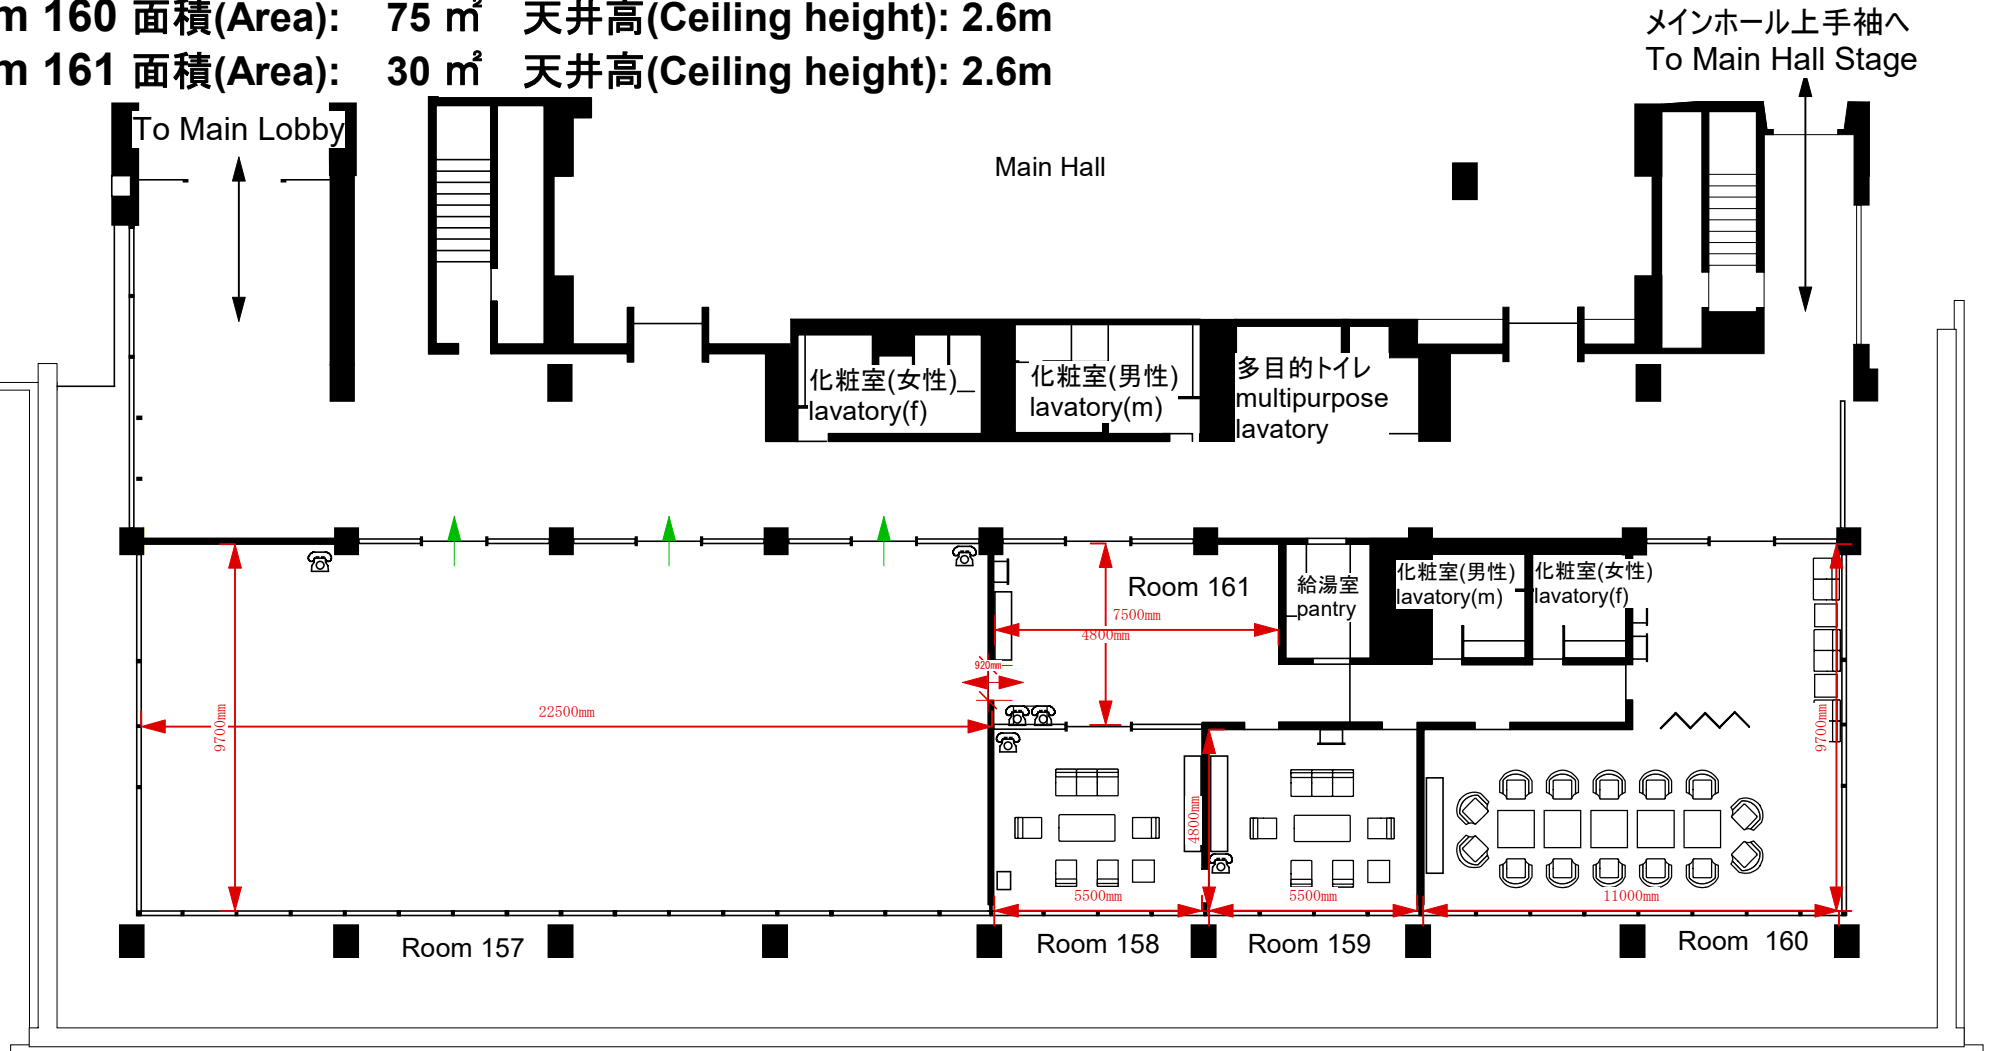 m 160 面積(Area): 75 ㎡ 天井高(Ceiling height): 2.6m
m 161 面積(Area): 30 ㎡ 天井高(Ceiling height): 2.6m
メインホール上手袖へ
To Main Hall Stage
To Main Lobby
Main Hall
化粧室(女性)
lavatory(f)
化粧室(男性)
lavatory(m)
多目的トイレ
multipurpose
lavatory
Room 161
給湯室
pantry
化粧室(男性)
lavatory(m)
化粧室(女性)
lavatory(f)
7500mm
4800mm
920mm
22500mm
9700mm
9700mm
4800mm
5500mm
5500mm
11000mm
Room 157
Room 158
Room 159
Room 160